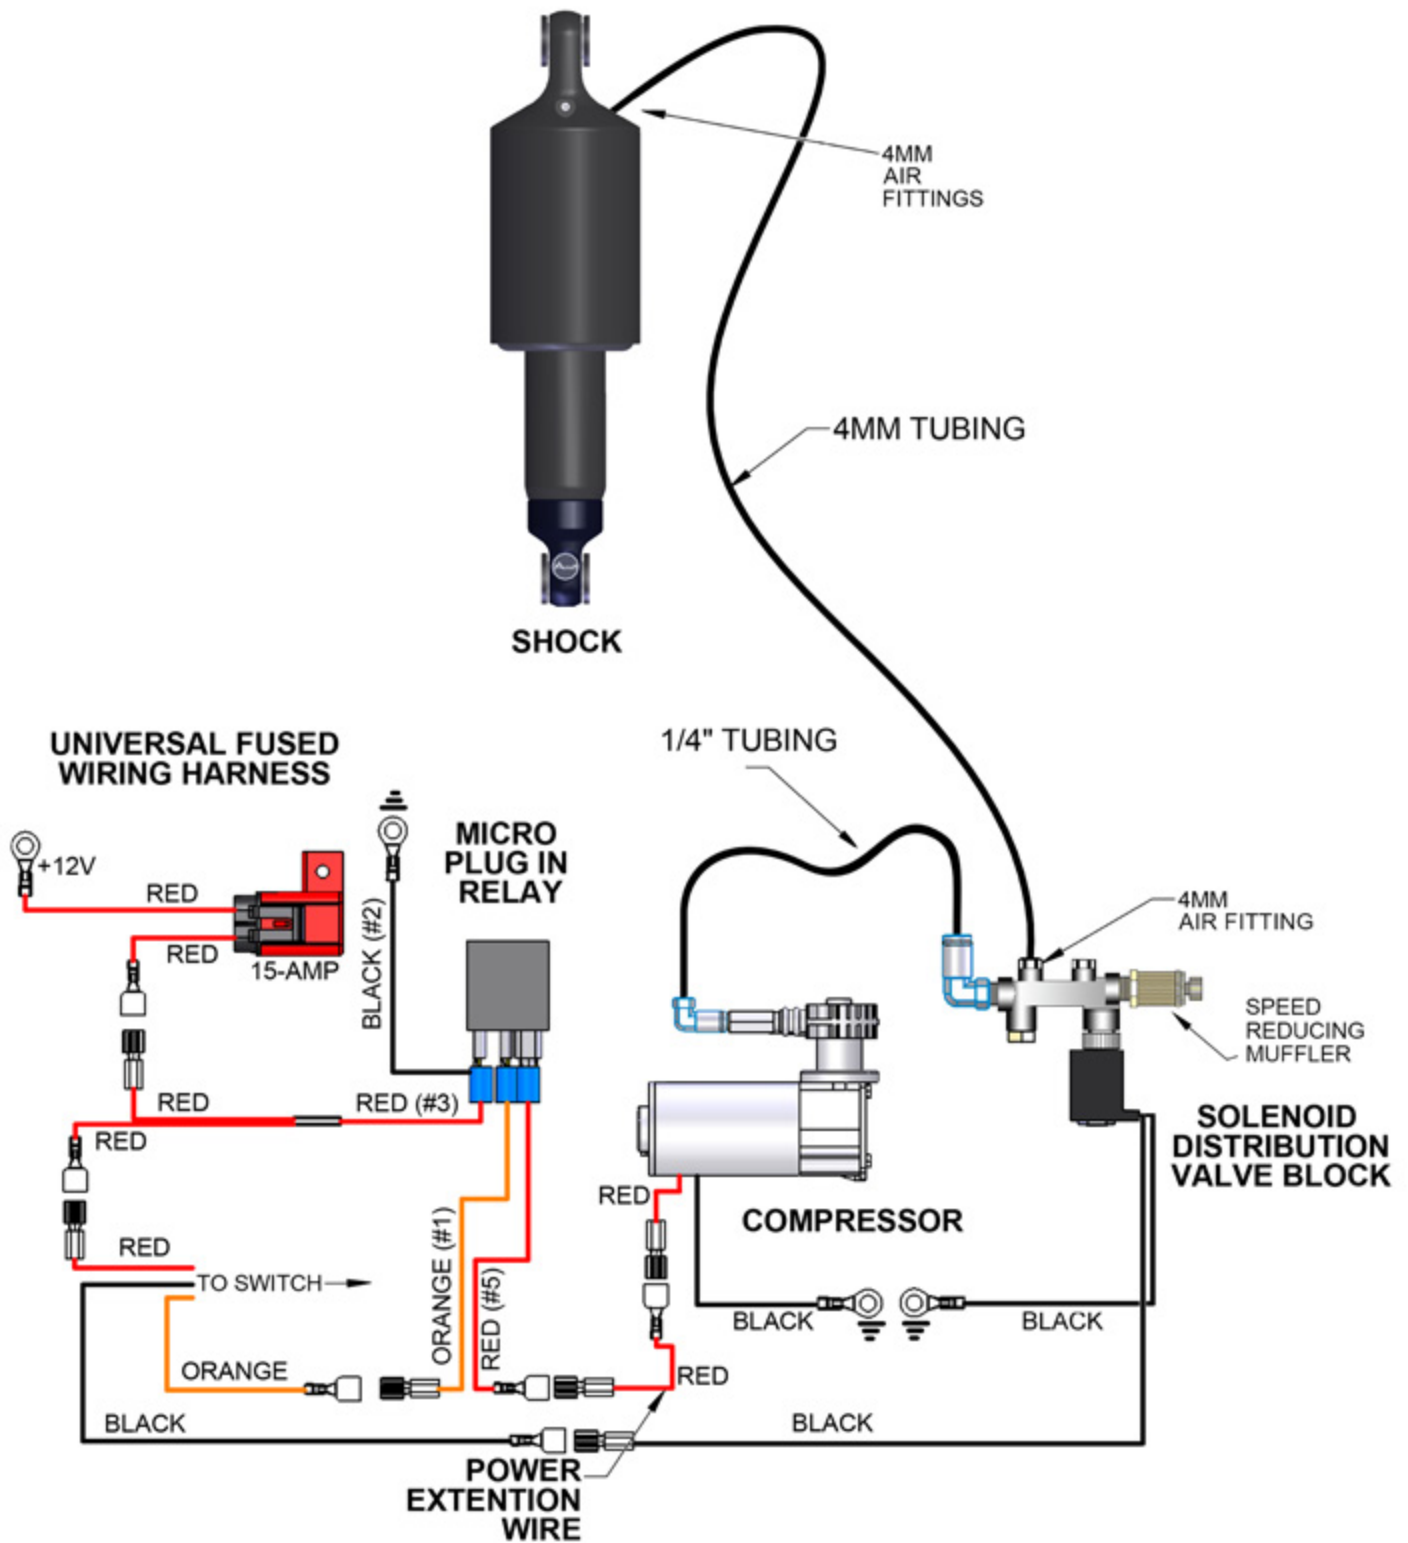 4MM
AIR
FITTINGS
4MM TUBING
SHOCK
1/4" TUBING
UNIVERSAL FUSED
WIRING HARNESS
+12V
RED
RED
15-AMP
BLACK (#2)
MICRO
PLUG IN
RELAY
4MM
AIR FITTING
SPEED
REDUCING
MUFFLER
RED
RED (#3)
RED
SOLENOID
DISTRIBUTION
VALVE BLOCK
RED
COMPRESSOR
RED
TO SWITCH
ORANGE (#1)
RED (#5)
BLACK
BLACK
ORANGE
RED
BLACK
BLACK
POWER
EXTENTION
WIRE